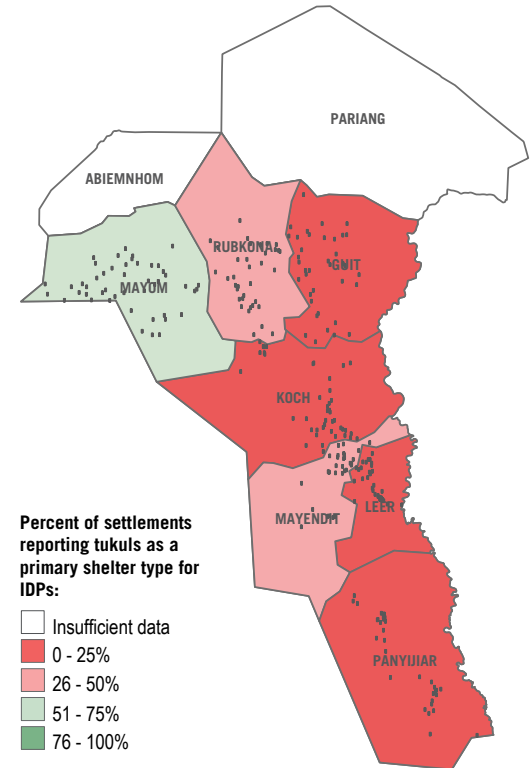 PARIANG
ABIEMNHOM
RUBKONA
GUIT
MAYOM
KOCH
MAYENDIT
LEER
PANYIJIAR
Percent of settlements
reporting tukuls as a
primary shelter type for
IDPs:
Insufficient data
0 - 25%
26 - 50%
51 - 75%
76 - 100%